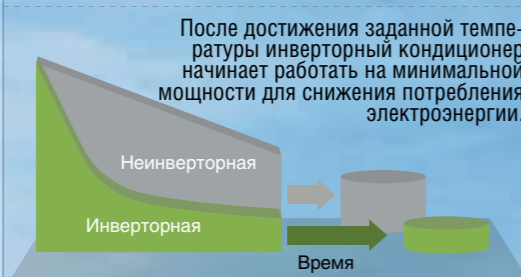 После достижения заданной темпе-
ратуры инверторный кондиционер
начинает работать на минимальной
мощности для снижения потребления
электроэнергии.
Неинверторная
Инверторная
Время